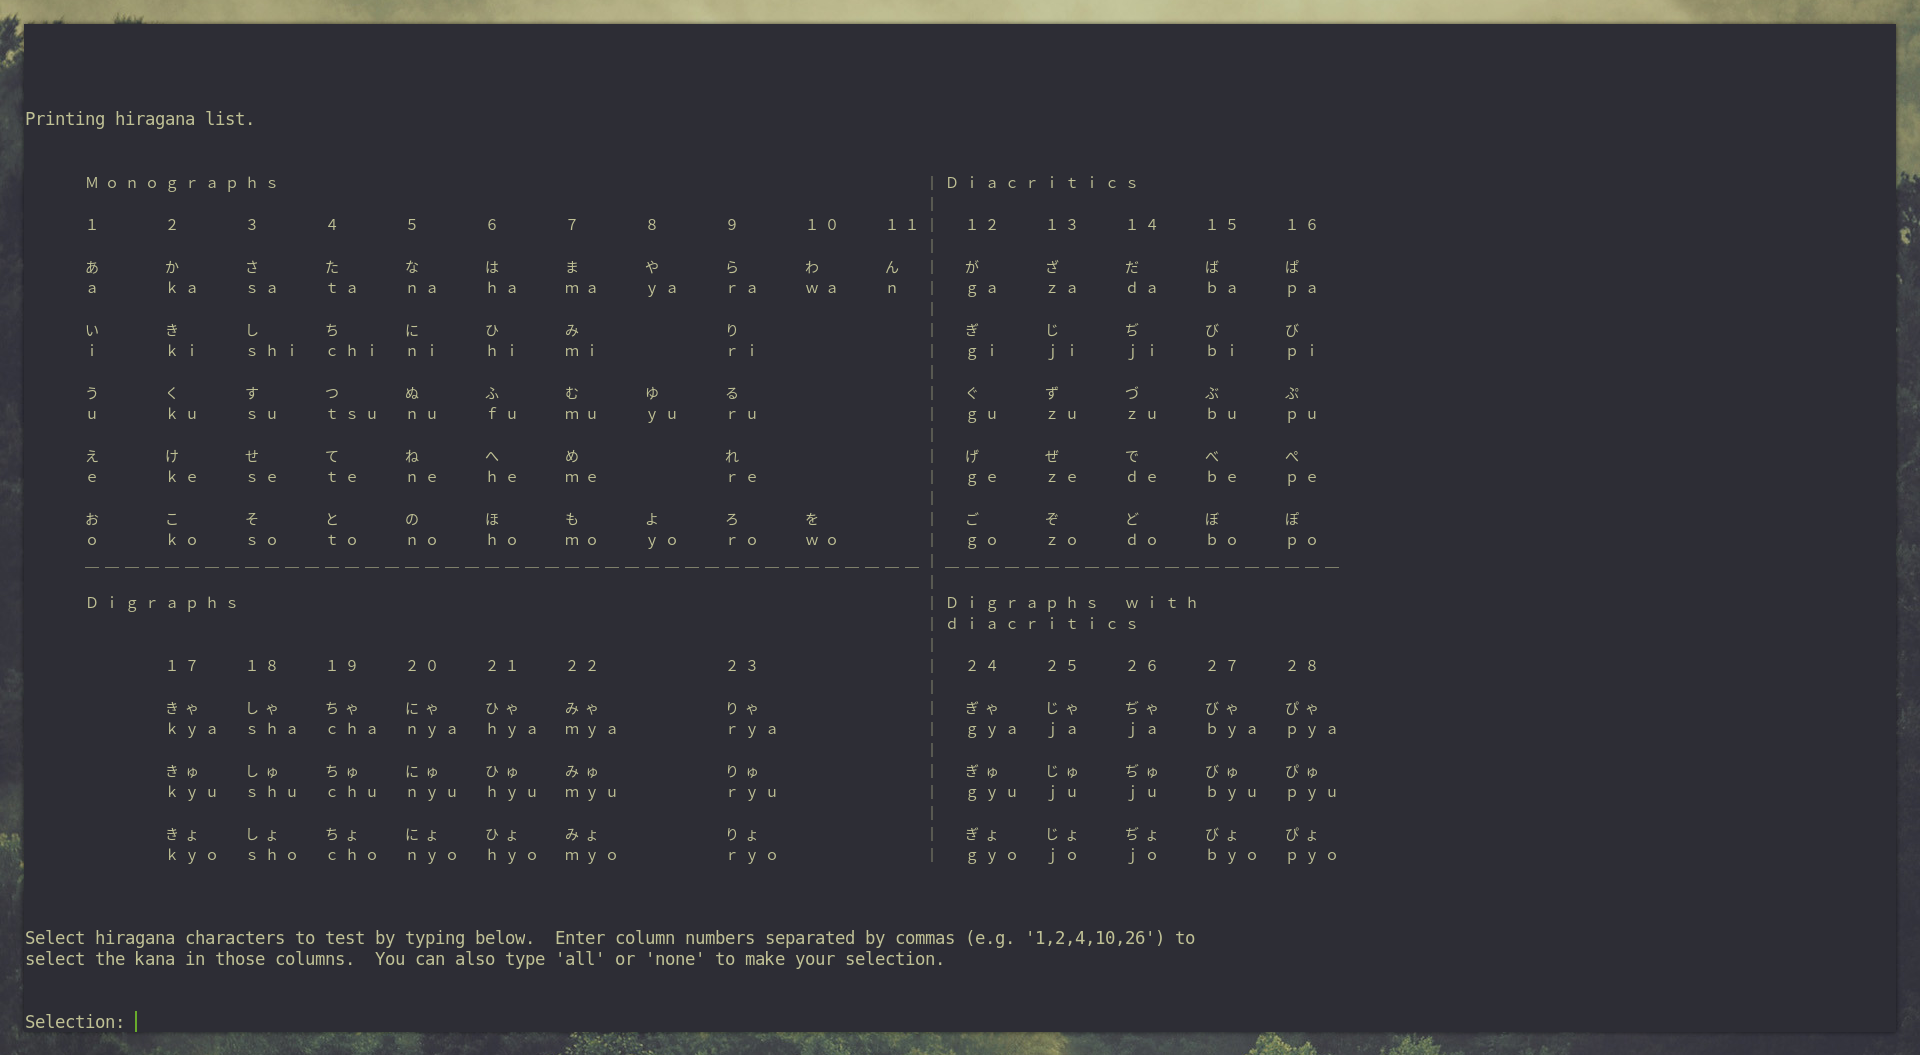 Printing hiragana list.
Monographs | Diacritics
1 2 3 4 5 6 7 8 9 10 11 | 12 13 14 15 16
あ か さ た な は ま や ら わ ん | が ざ だ ば ぱ
a ka sa ta na ha ma ya ra wa n | ga za da ba pa
い き し ち に ひ み り | ぎ じ ぢ び ぴ
i ki shi chi ni hi mi ri | gi ji ji bi pi
う く す つ ぬ ふ む ゆ る | ぐ ず づ ぶ ぷ
u ku su tsu nu fu mu yu ru | gu zu zu bu pu
え け せ て ね へ め れ | げ ぜ で べ ぺ
e ke se te ne he me re | ge ze de be pe
お こ そ と の ほ も よ ろ を | ご ぞ ど ぼ ぽ
o ko so to no ho mo yo ro wo | go zo do bo po
Digraphs | Digraphs with
| diacritics
17 18 19 20 21 22 23 | 24 25 26 27 28
きゃ しゃ ちゃ にゃ ひゃ みゃ りゃ | ぎゃ じゃ ぢゃ びゃ ぴゃ
kya sha cha nya hya mya rya | gya ja ja bya pya
きゅ しゅ ちゅ にゅ ひゅ みゅ りゅ | ぎゅ じゅ ぢゅ びゅ ぴゅ
kyu shu chu nyu hyu myu ryu | gyu ju ju byu pyu
きょ しょ ちょ にょ ひょ みょ りょ | ぎょ じょ ぢょ びょ ぴょ
kyo sho cho nyo hyo myo ryo | gyo jo jo byo pyo
Select hiragana characters to test by typing below.  Enter column numbers separated by commas (e.g. '1,2,4,10,26') to
select the kana in those columns.  You can also type 'all' or 'none' to make your selection.
Selection: